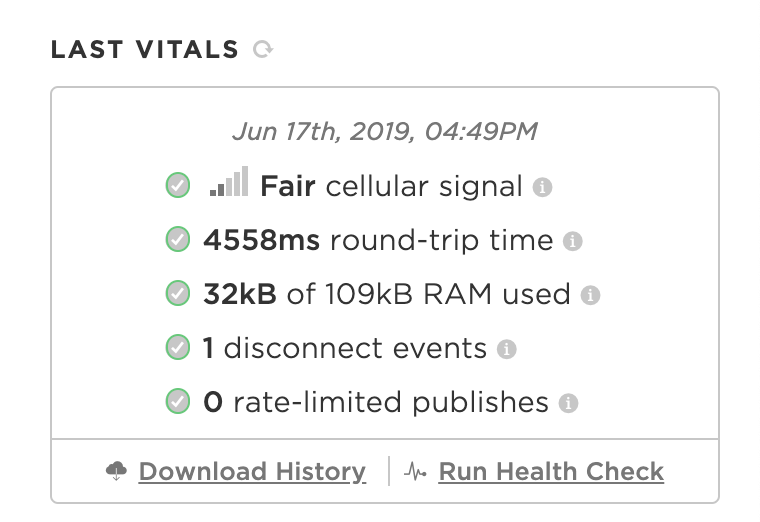 LAST VITALS
Jun 17th, 2019, 04:49PM
Fair cellular signal
4558ms round-trip time
32kB of 109kB RAM used
1 disconnect events
0 rate-limited publishes
Download History Run Health Check